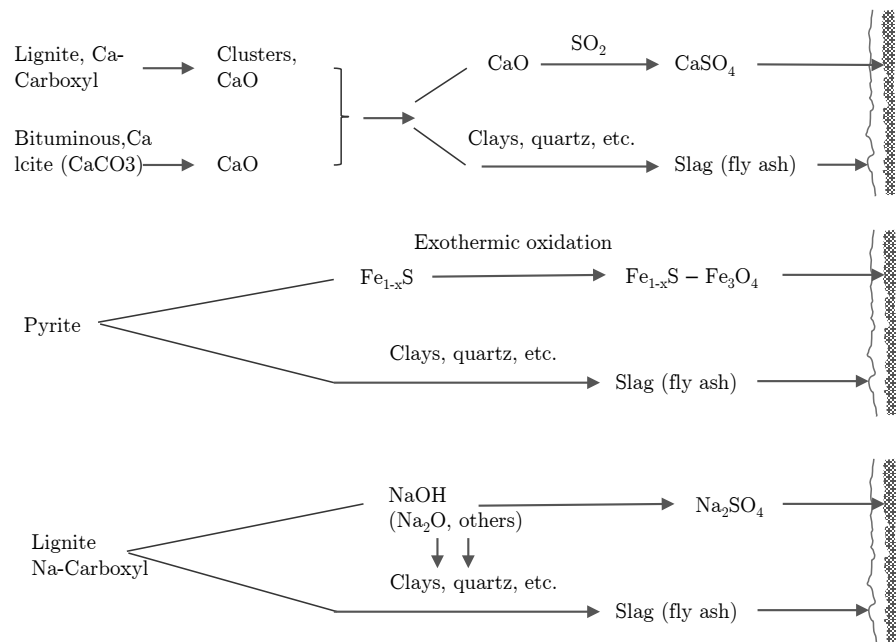 Lignite, Ca-
Carboxyl
Clusters,
CaO
CaO
SO₂
CaSO₄
Bituminous,Ca
lcite (CaCO3)
CaO
Clays, quartz, etc.
Slag (fly ash)
Exothermic oxidation
Fe₁₋ₓS
Fe₁₋ₓS – Fe₃O₄
Pyrite
Clays, quartz, etc.
Slag (fly ash)
NaOH
(Na₂O, others)
Na₂SO₄
Lignite
Na-Carboxyl
Clays, quartz, etc.
Slag (fly ash)